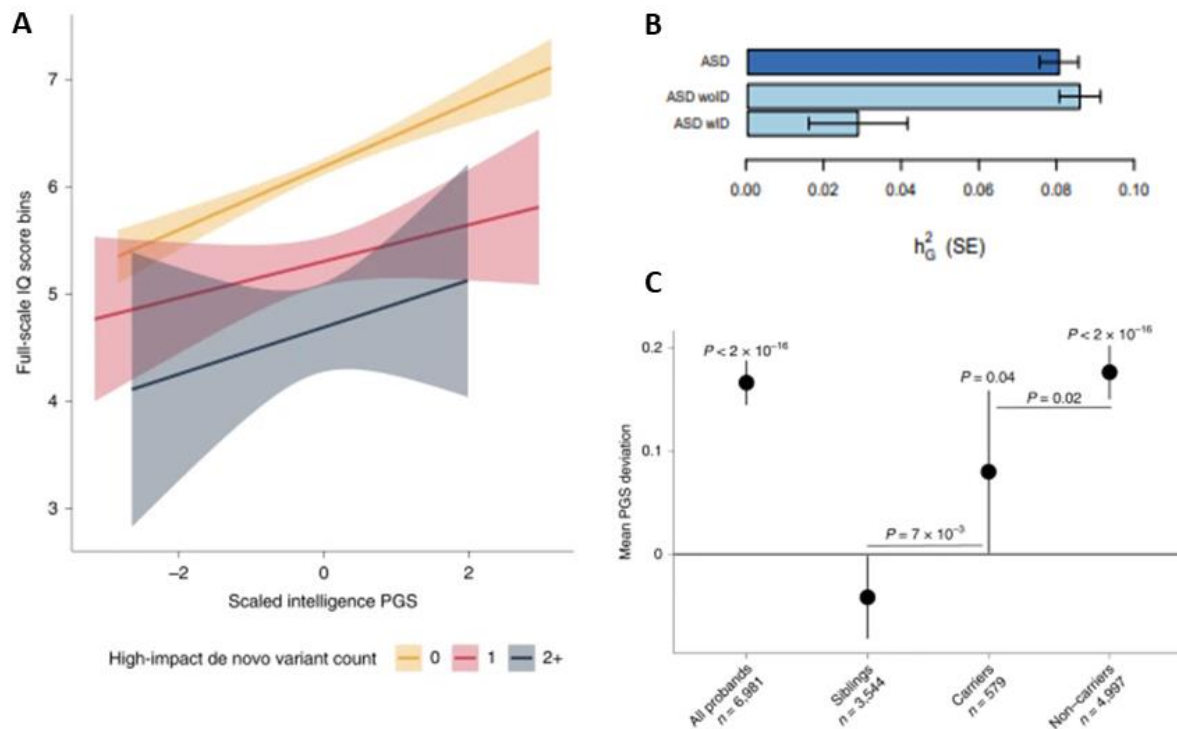 A
Full-scale IQ score bins
7
6
5
4
3
−2
0
2
Scaled intelligence PGS
High-impact de novo variant count
0
1
2+
B
ASD
ASD woID
ASD wID
0.00 0.02 0.04 0.06 0.08 0.10
h²G (SE)
C
Mean PGS deviation
0.2
0.1
0
P < 2 × 10⁻¹⁶
P = 7 × 10⁻³
P = 0.04
P = 0.02
P < 2 × 10⁻¹⁶
All probands
n = 6,981
Siblings
n = 3,544
Carriers
n = 579
Non-carriers
n = 4,997